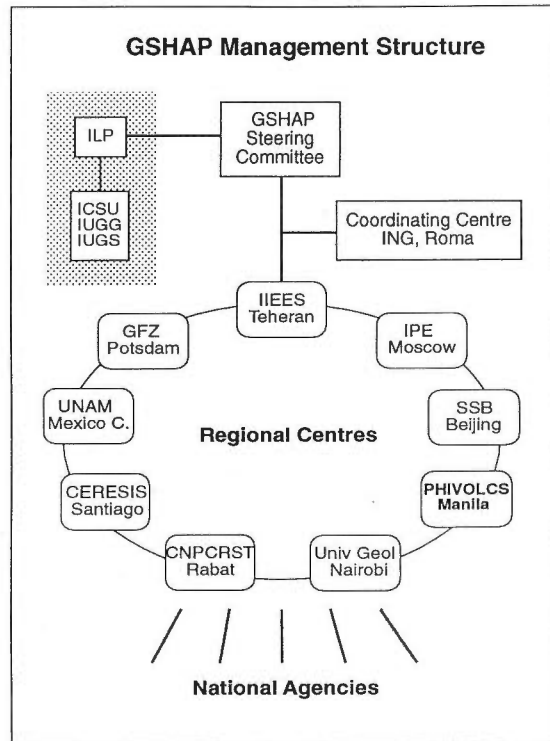 GSHAP Management Structure
ILP
GSHAP
Steering
Committee
ICSU
IUGG
IUGS
Coordinating Centre
ING, Roma
IIEES
Teheran
GFZ
Potsdam
IPE
Moscow
UNAM
Mexico C.
SSB
Beijing
Regional Centres
CERESIS
Santiago
PHIVOLCS
Manila
CNPCRST
Rabat
Univ Geol
Nairobi
National Agencies